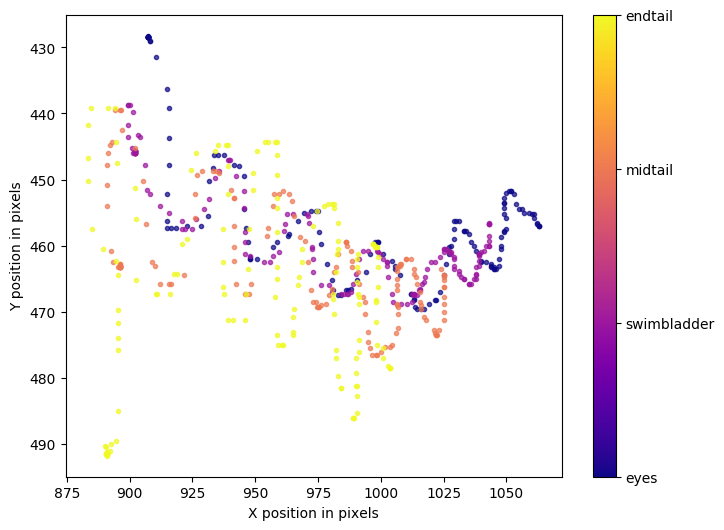 430
440
450
460
470
480
490
Y position in pixels
875
900
925
950
975
1000
1025
1050
X position in pixels
endtail
midtail
swimbladder
eyes